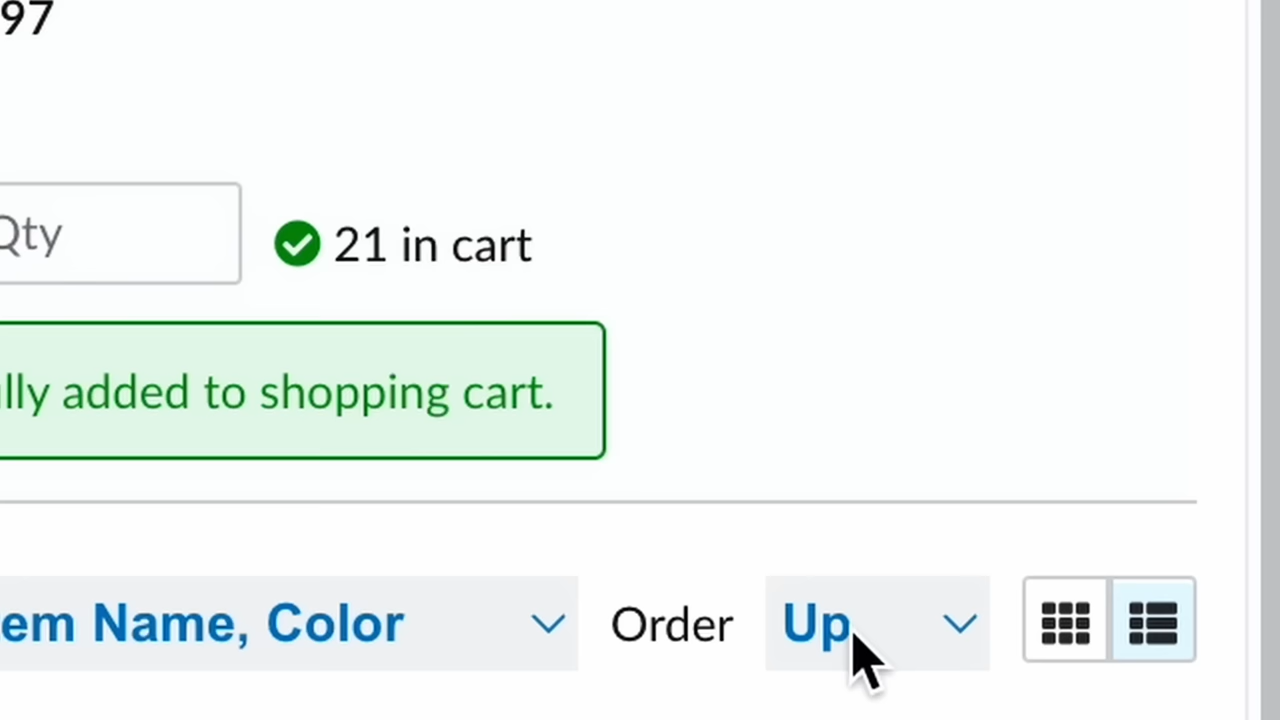 97
Qty
21 in cart
lly added to shopping cart.
em Name, Color
Order
Up